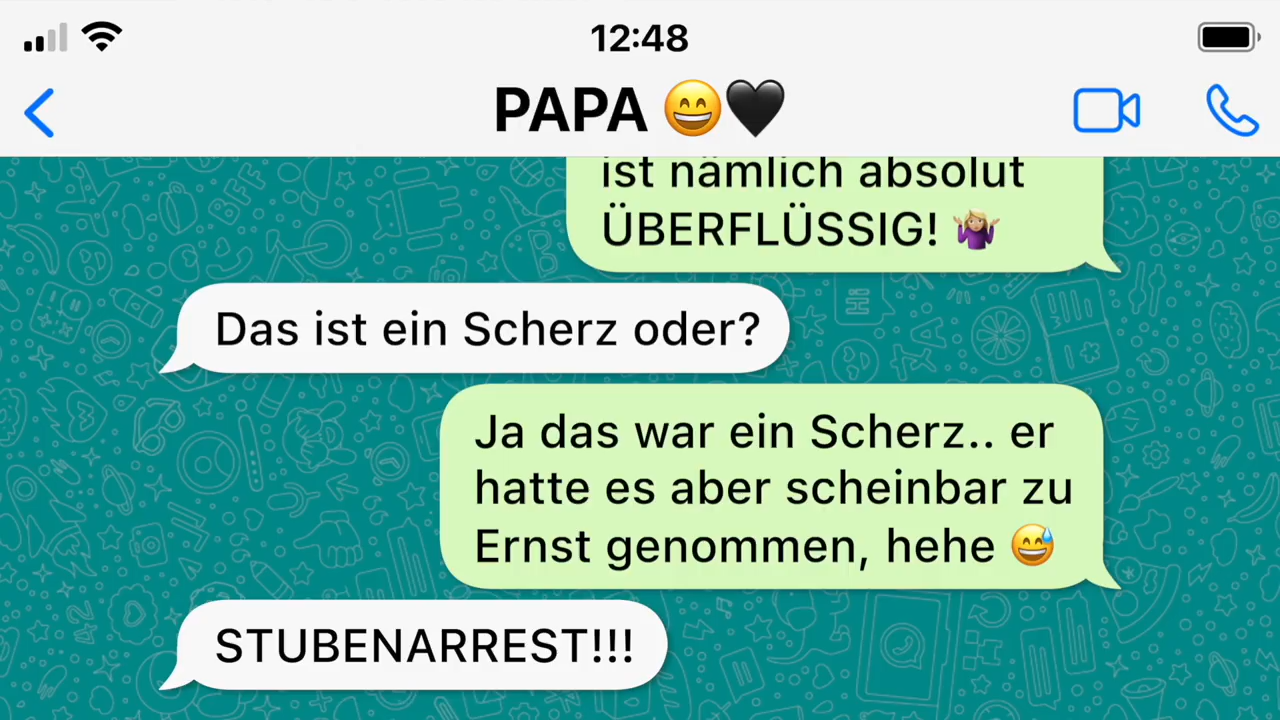 12:48
PAPA 😄🖤
ist nämlich absolut
ÜBERFLÜSSIG! 🤷🏼‍♀️
Das ist ein Scherz oder?
Ja das war ein Scherz.. er
hatte es aber scheinbar zu
Ernst genommen, hehe 😅
STUBENARREST!!!